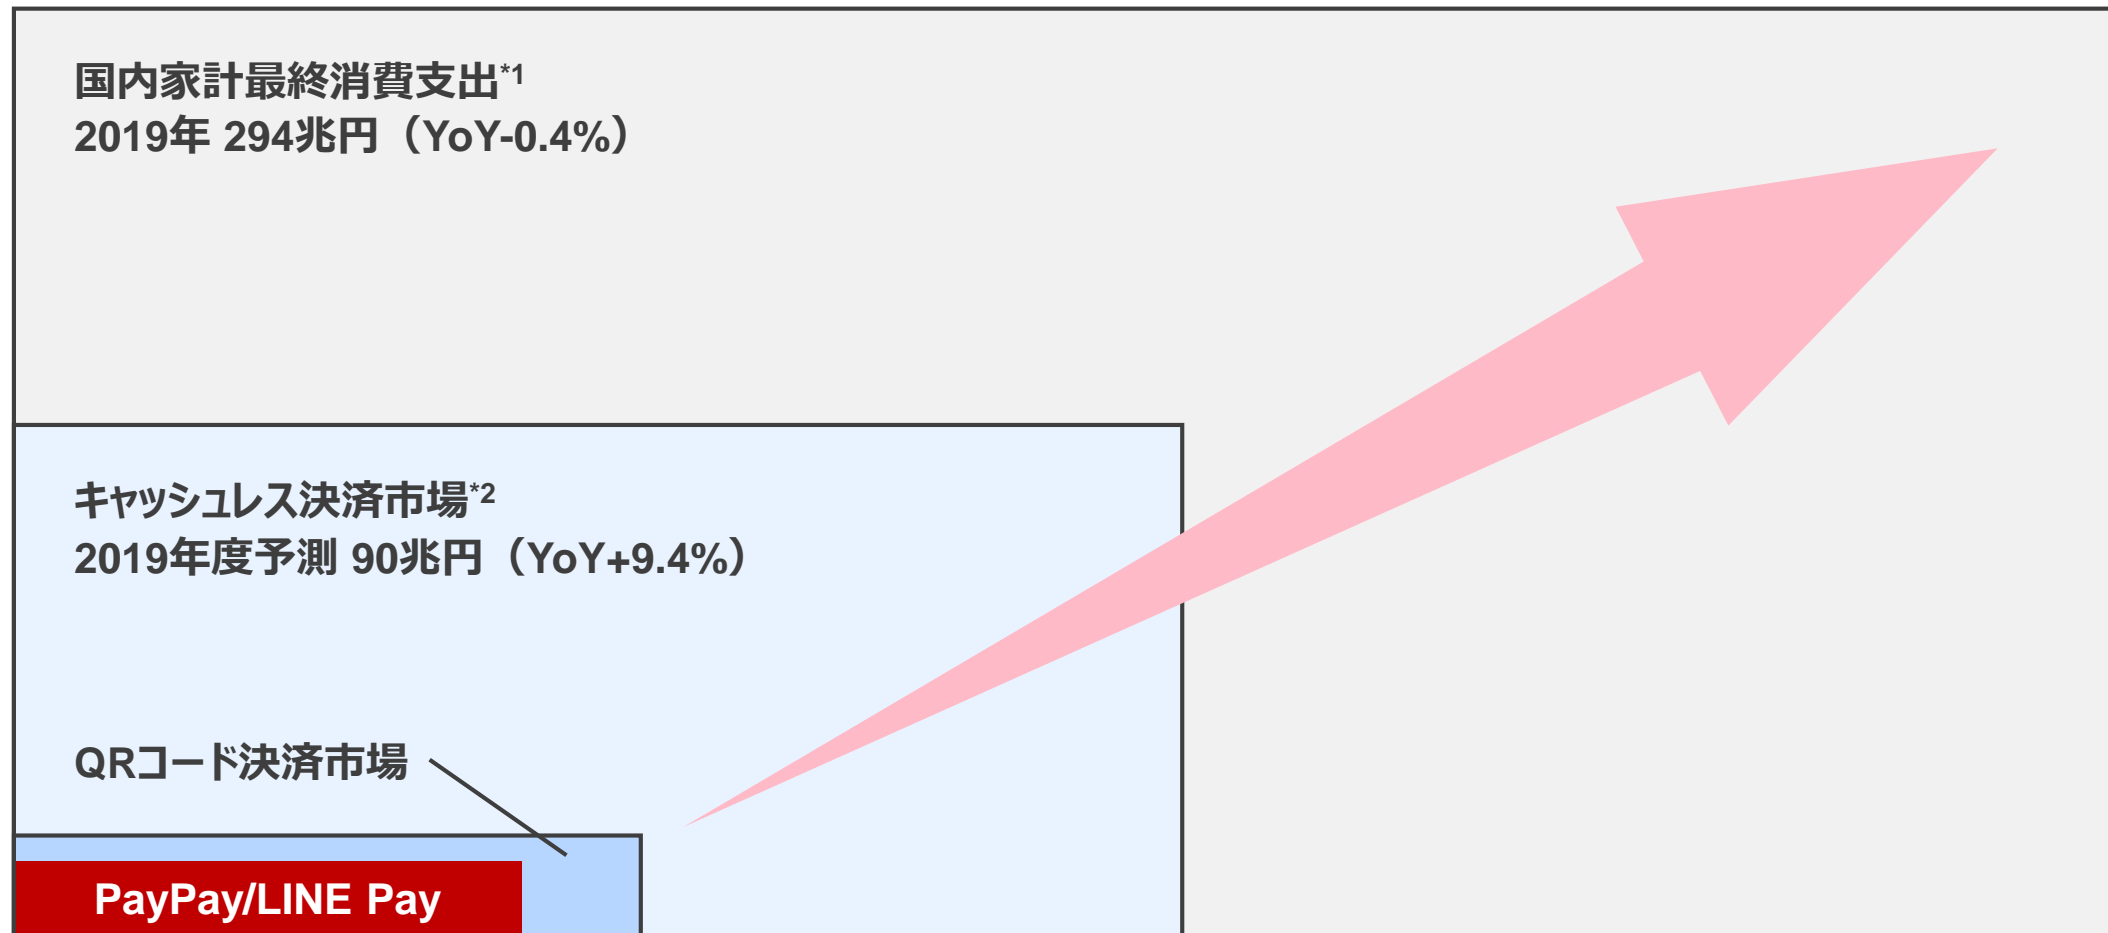 国内家計最終消費支出*1
2019年 294兆円（YoY-0.4%）
キャッシュレス決済市場*2
2019年度予測 90兆円（YoY+9.4%）
QRコード決済市場
PayPay/LINE Pay